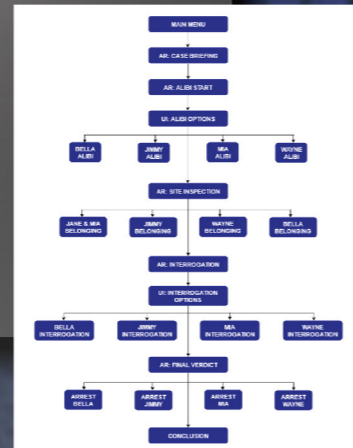 MAIN MENU
AR: CASE BRIEFING
AR: ALIBI START
UI: ALIBI OPTIONS
BELLA
ALIBI
JIMMY
ALIBI
MIA
ALIBI
WAYNE
ALIBI
AR: SITE INSPECTION
JANE & MIA
BELONGING
JIMMY
BELONGING
WAYNE
BELONGING
BELLA
BELONGING
AR: INTERROGATION
UI: INTERROGATION
OPTIONS
BELLA
INTERROGATION
JIMMY
INTERROGATION
MIA
INTERROGATION
WAYNE
INTERROGATION
AR: FINAL VERDICT
ARREST
BELLA
ARREST
JIMMY
ARREST
MIA
ARREST
WAYNE
CONCLUSION